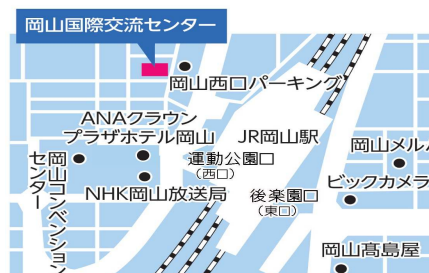 岡山国際交流センター
岡山西口パーキング
ANAクラウン
プラザホテル岡山
JR岡山駅
運動公園口
(西口)
岡山メルパ
ビックカメラ
岡山コンベンション
センター
NHK岡山放送局
後楽園口
(東口)
岡山髙島屋